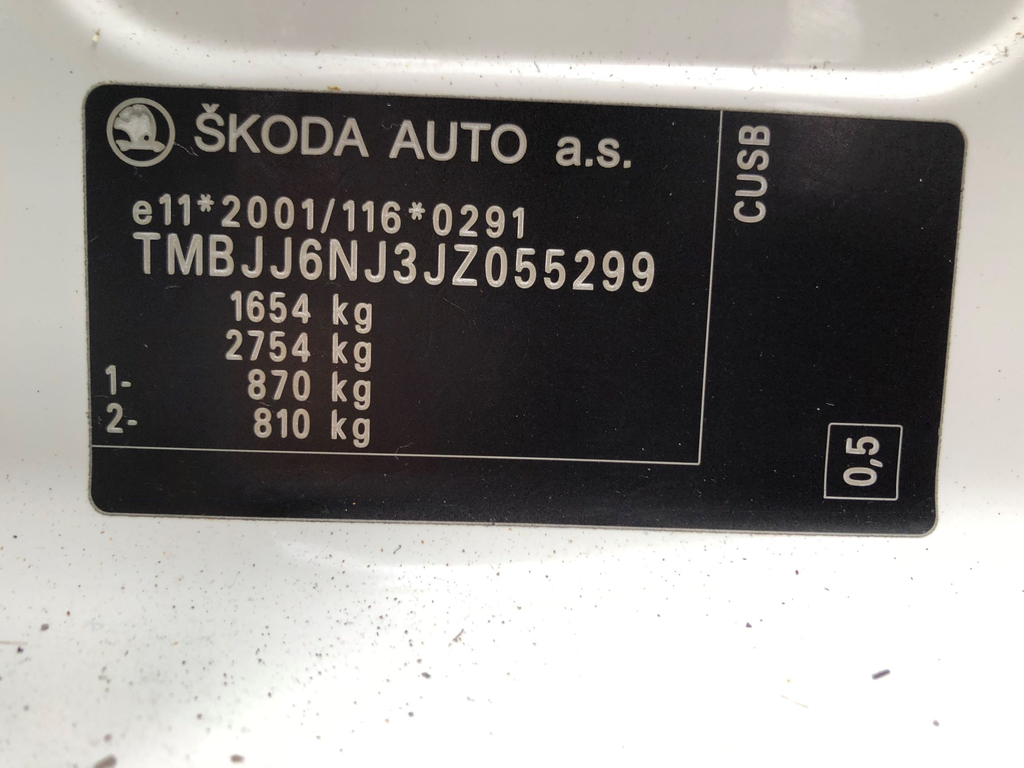 ŠKODA AUTO a.s.
e11*2001/116*0291
TMBJJ6NJ3JZ055299
1654 kg
2754 kg
1- 870 kg
2- 810 kg
CUSB
0,5